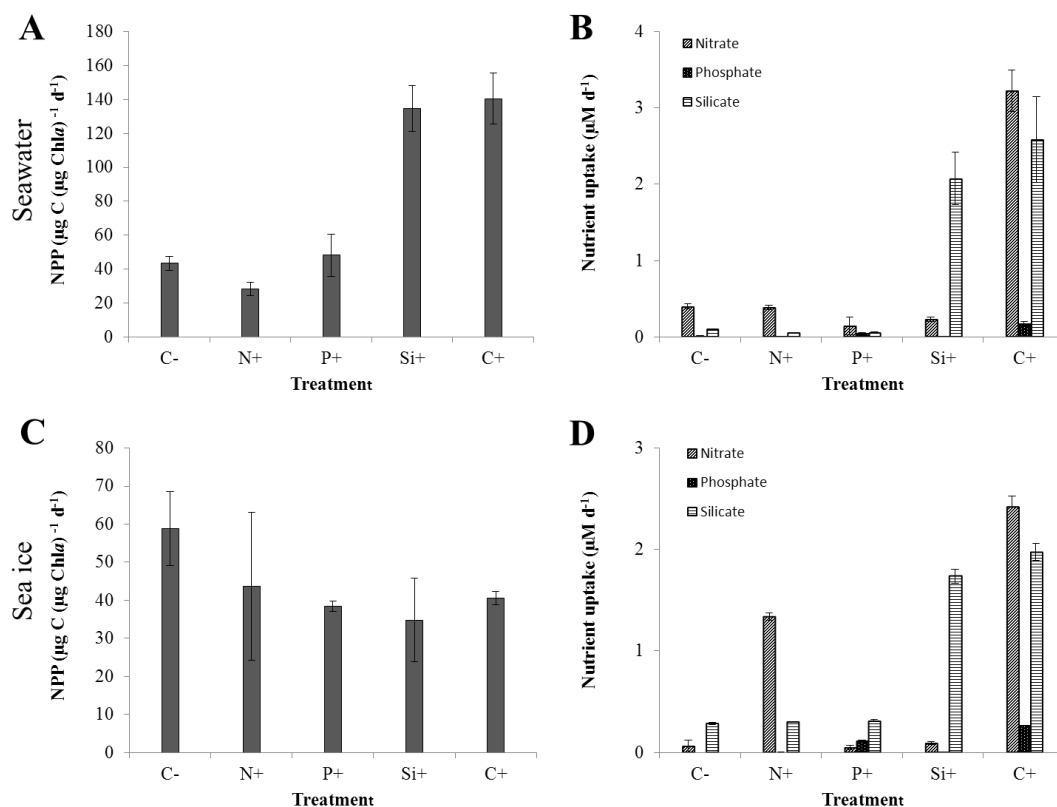 A
Seawater
NPP (µg C (µg Chla) -1 d-1)
180
160
140
120
100
80
60
40
20
0
C- N+ P+ Si+ C+
Treatment
B
Nutrient uptake (µM d-1)
4
3
2
1
0
Nitrate
Phosphate
Silicate
C- N+ P+ Si+ C+
Treatment
C
Sea ice
NPP (µg C (µg Chla) -1 d-1)
80
70
60
50
40
30
20
10
0
C- N+ P+ Si+ C+
Treatment
D
Nutrient uptake (µM d-1)
3
2
1
0
Nitrate
Phosphate
Silicate
C- N+ P+ Si+ C+
Treatment